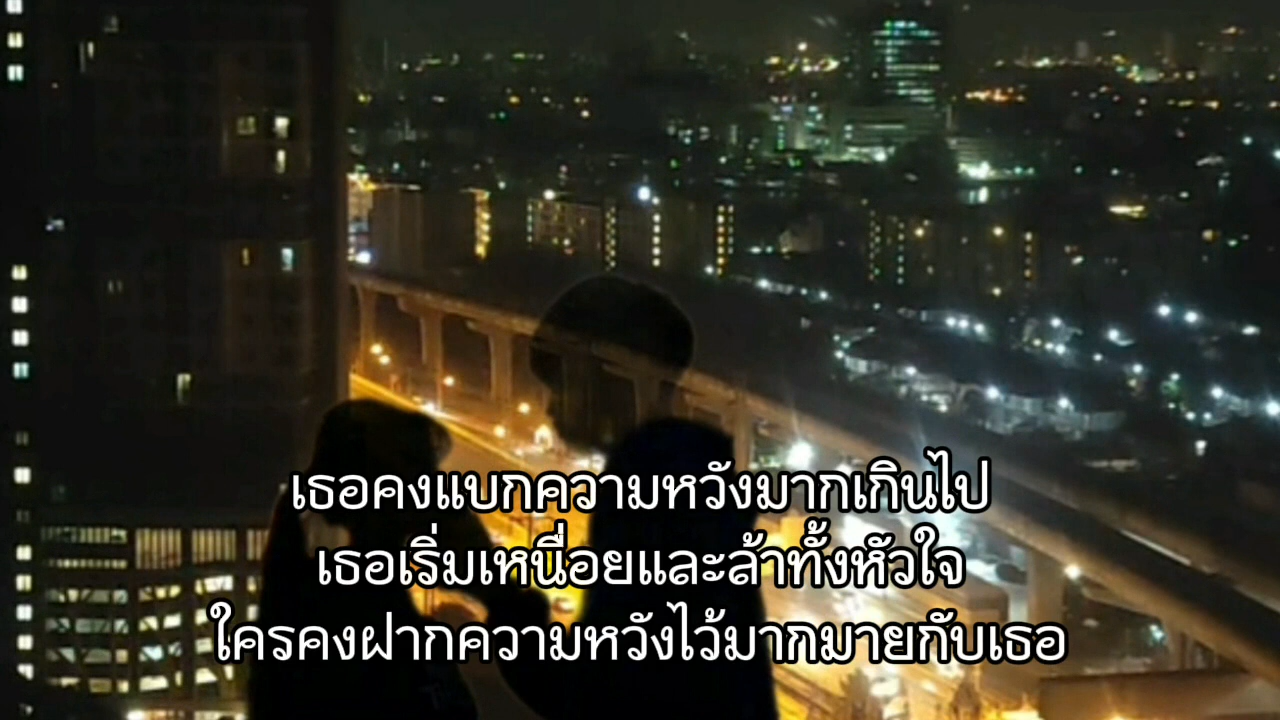 เธอคงแบกความหวังมากเกินไป
เธอเริ่มเหนื่อยและล้าทั้งหัวใจ
ใครคงฝากความหวังไว้มากมายกับเธอ